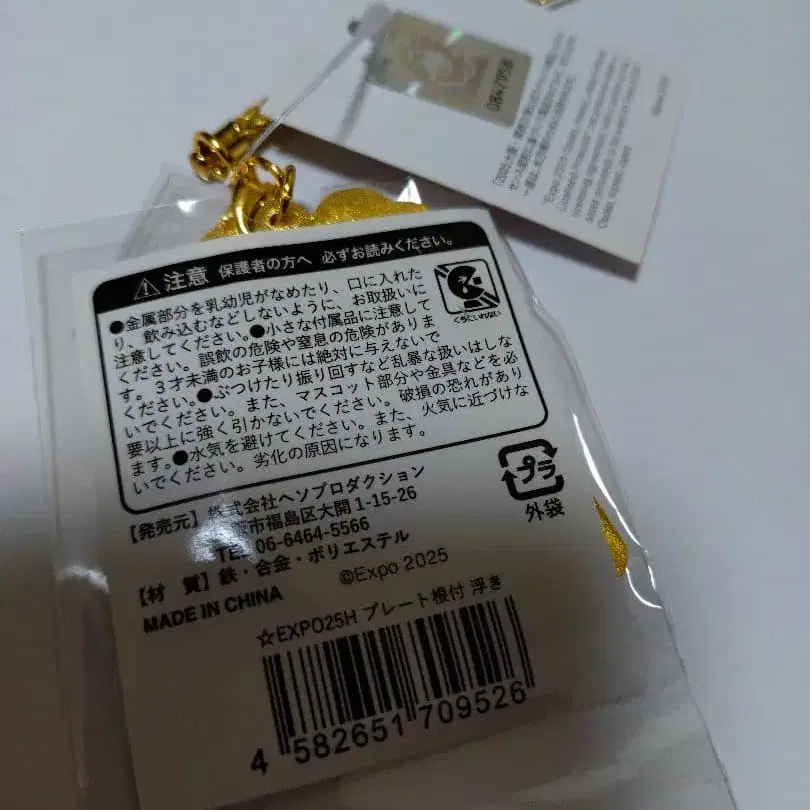 0847958
⚠注意 保護者の方へ 必ずお読みください。
●金属部分を乳幼児がなめたり、口に入れた
り、飲み込むなどしないように、お取扱いに
注意してください。●小さな付属品に注意して
ください。誤飲の危険や窒息の危険がありま
す。3才未満のお子様には絶対に与えないで
ください。●ぶつけたり振り回すなど乱暴な扱いはしな
いでください。また、マスコット部分や金具などを必
要以上に強く引かないでください。破損の恐れがあり
ます。●水気を避けてください。また、火気に近づけな
いでください。劣化の原因になります。
くちにいれない
プラ
外袋
【発売元】株式会社ヘソプロダクション
市福島区大開1-15-26
TEL 06-6464-5566
【材 質】鉄・合金・ポリエステル
MADE IN CHINA
©Expo 2025
☆EXPO25H プレート根付 浮き
4 582651 709526